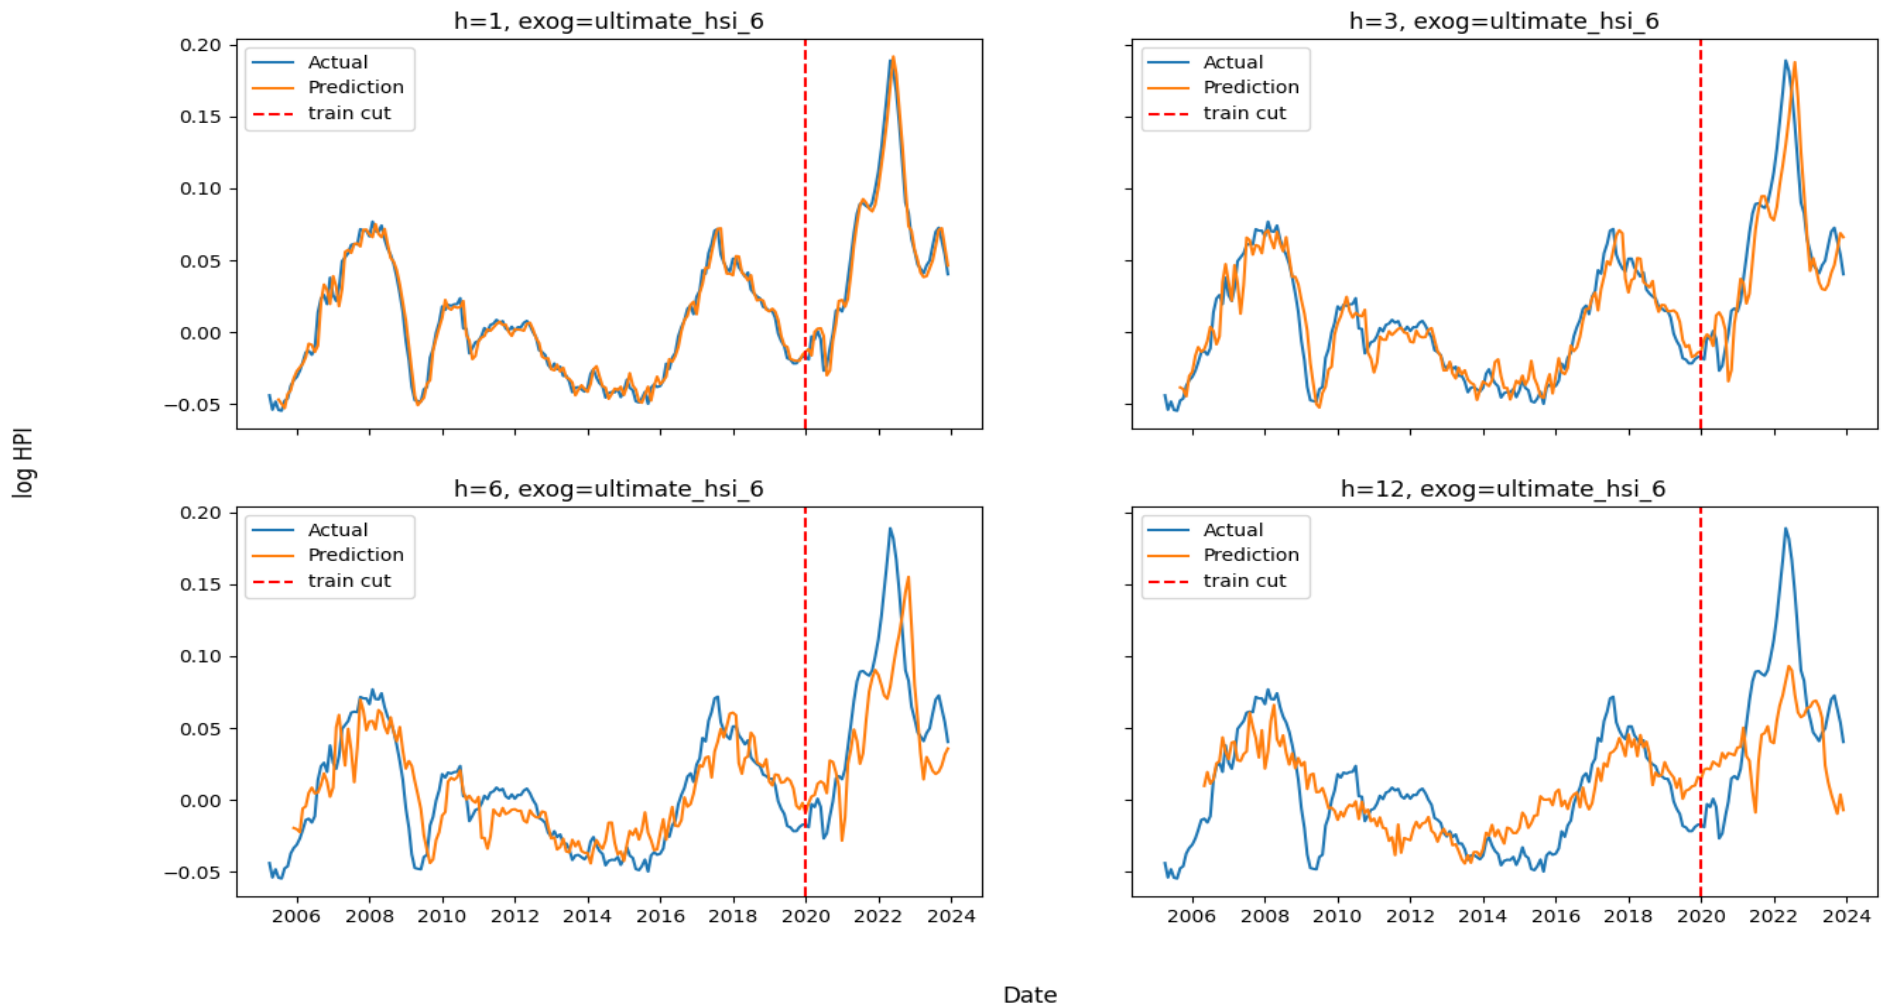 h=1, exog=ultimate_hsi_6
0.20
0.15
0.10
0.05
0.00
−0.05
Actual
Prediction
train cut
h=3, exog=ultimate_hsi_6
Actual
Prediction
train cut
log HPI
h=6, exog=ultimate_hsi_6
0.20
0.15
0.10
0.05
0.00
−0.05
Actual
Prediction
train cut
2006 2008 2010 2012 2014 2016 2018 2020 2022 2024
h=12, exog=ultimate_hsi_6
Actual
Prediction
train cut
2006 2008 2010 2012 2014 2016 2018 2020 2022 2024
Date